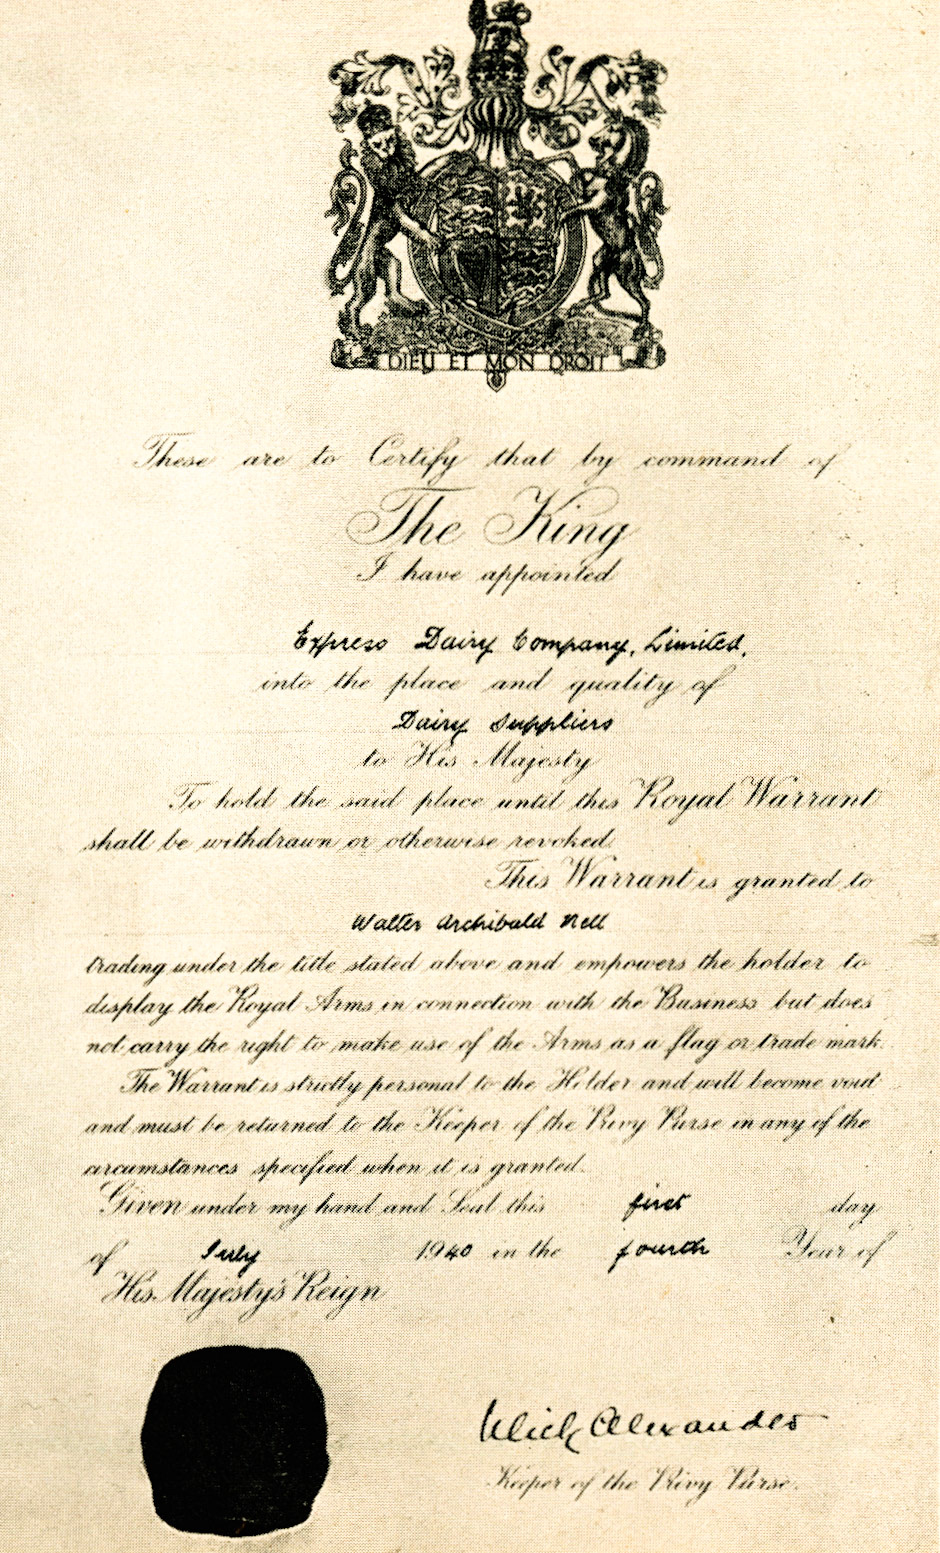 DIEU ET MON DROIT
These are to Certify that by command of
The King
I have appointed
Express Dairy Company, Limited,
into the place and quality of
Dairy Suppliers
to His Majesty
To hold the said place until this Royal Warrant
shall be withdrawn or otherwise revoked.
This Warrant is granted to
Walter Archibald Nell
trading under the title stated above and empowers the holder to
display the Royal Arms in connection with the Business but does
not carry the right to make use of the Arms as a flag or trade mark.
The Warrant is strictly personal to the Holder and will become void
and must be returned to the Keeper of the Privy Purse in any of the
circumstances specified when it is granted.
Given under my hand and Seal this first day
of July 1940 in the fourth Year of
His Majesty's Reign
Ulick Alexander
Keeper of the Privy Purse.